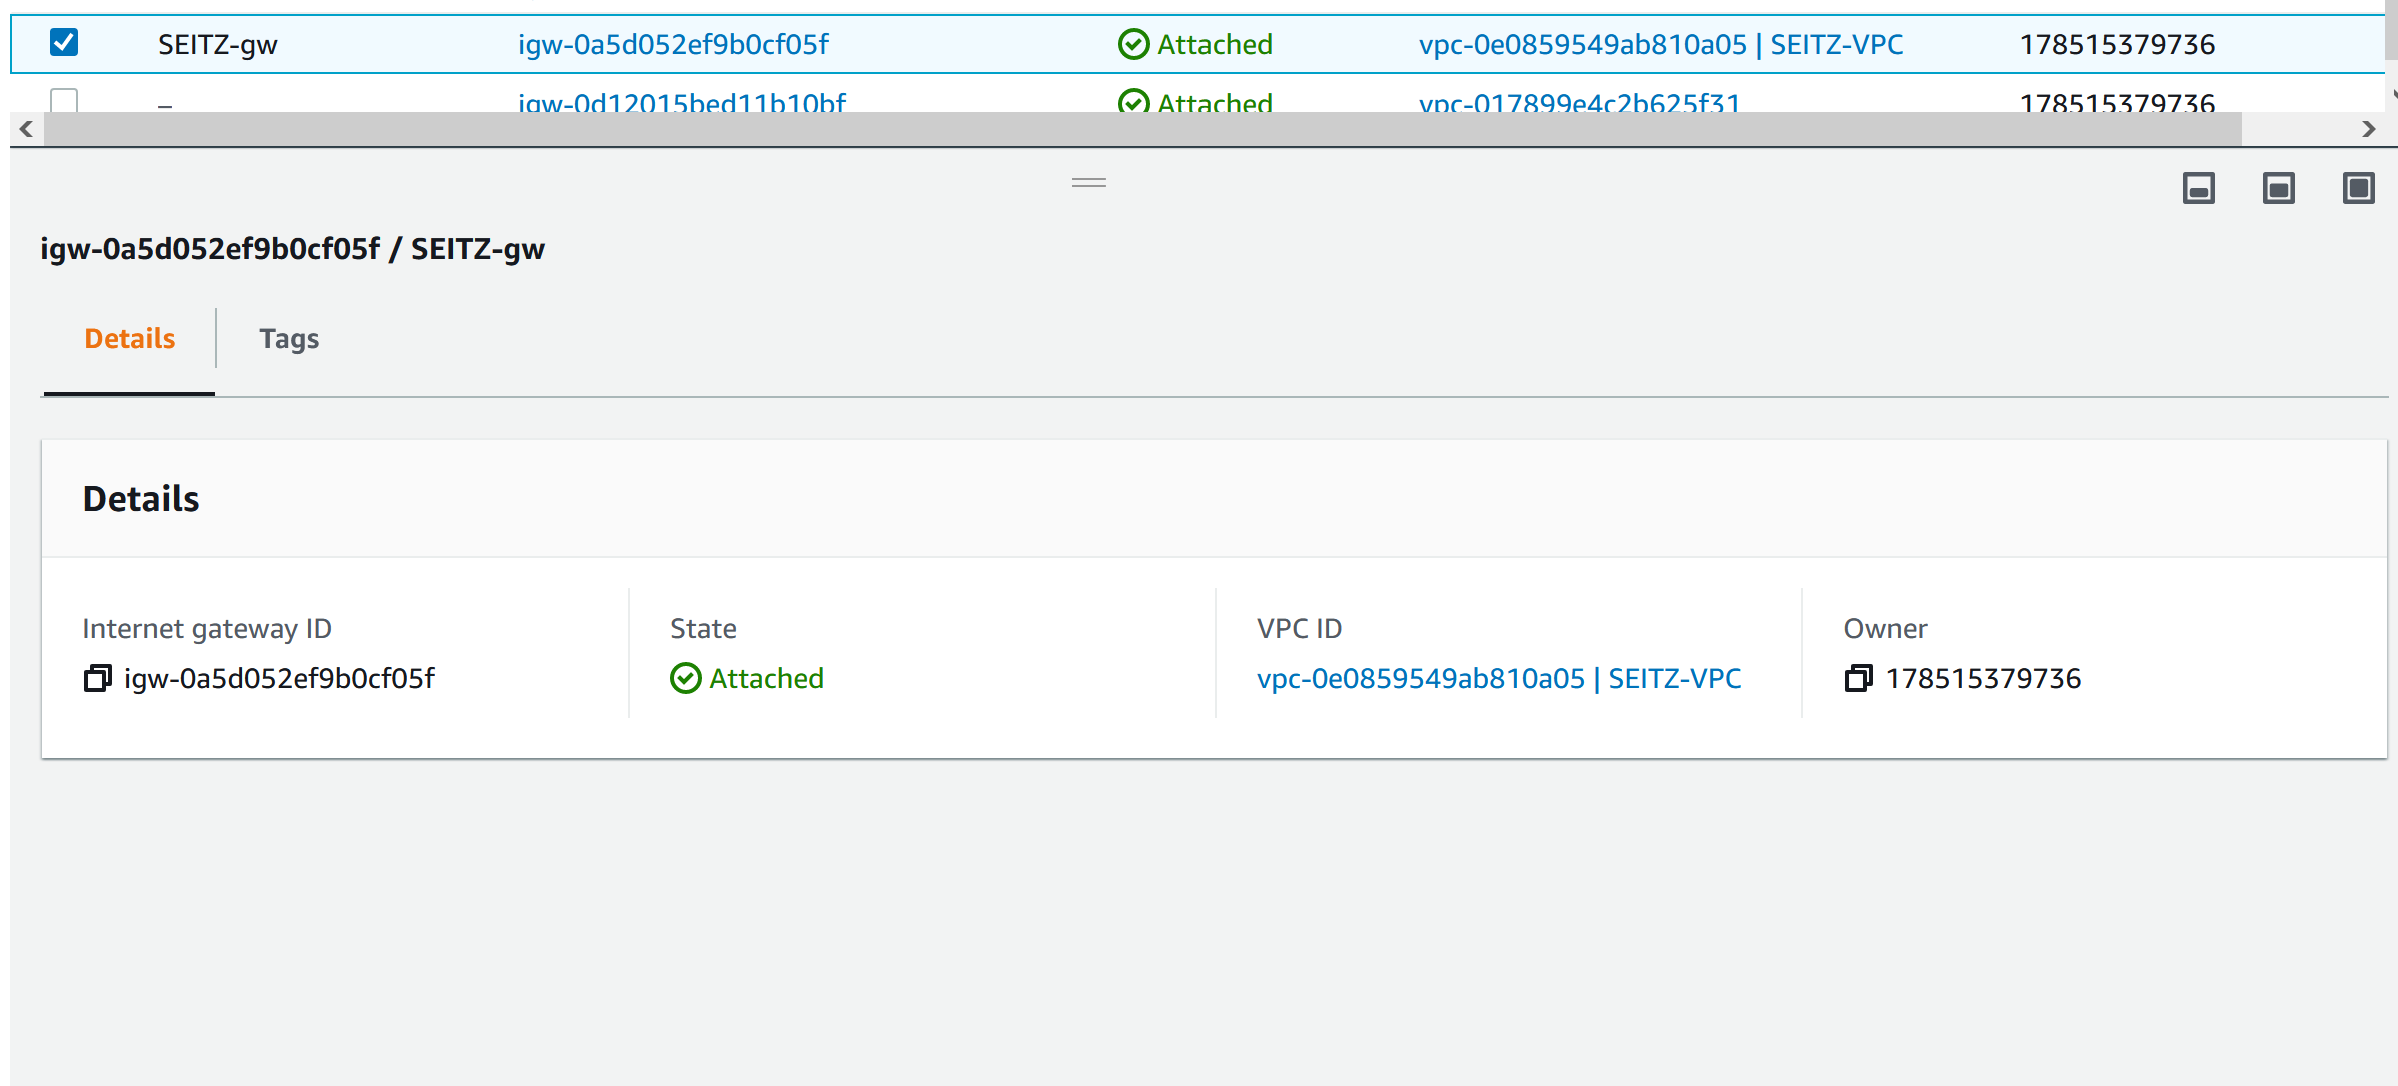 SEITZ-gw igw-0a5d052ef9b0cf05f Attached vpc-0e0859549ab810a05 | SEITZ-VPC 178515379736
– igw-0d12015bed11b10bf Attached vpc-017899e4c2b625f31 178515379736
igw-0a5d052ef9b0cf05f / SEITZ-gw
Details Tags
Details
Internet gateway ID State VPC ID Owner
igw-0a5d052ef9b0cf05f Attached vpc-0e0859549ab810a05 | SEITZ-VPC 178515379736